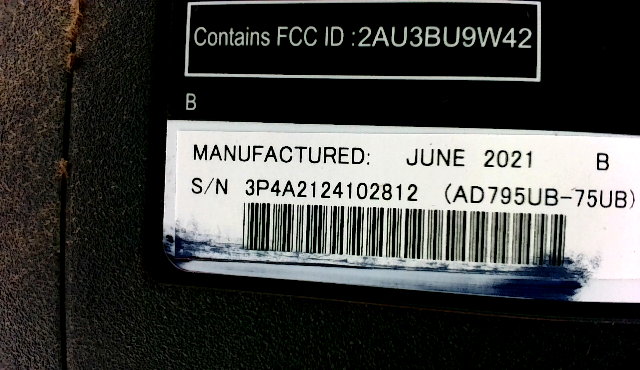 Contains FCC ID :2AU3BU9W42
B
MANUFACTURED: JUNE 2021 B
S/N 3P4A2124102812 (AD795UB-75UB)